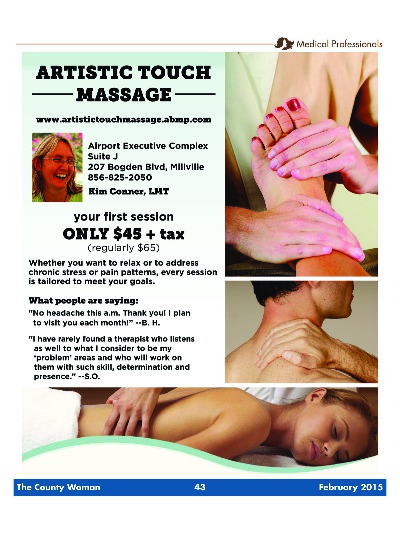 Medical Professionals
ARTISTIC TOUCH
MASSAGE
www.artistictouchmassage.abmp.com
Airport Executive Complex
Suite J
207 Bogden Blvd, Millville
856-825-2050
Kim Conner, LMT
your first session
ONLY $45 + tax
(regularly $65)
Whether you want to relax or to address
chronic stress or pain patterns, every session
is tailored to meet your goals.
What people are saying:
"No headache this a.m. Thank you! I plan
to visit you each month!" --B. H.
"I have rarely found a therapist who listens
as well to what I consider to be my
'problem' areas and who will work on
them with such skill, determination and
presence." --S.O.
The County Woman
43
February 2015